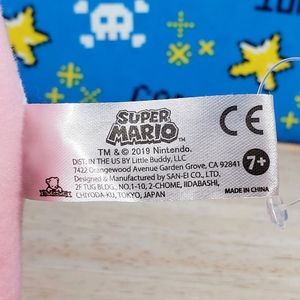 SUPER
MARIO™
TM & © 2019 Nintendo.
DIST. IN THE US BY Little Buddy, LLC
7422 Orangewood Avenue Garden Grove, CA 92841
Designed & Manufactured by SAN-EI CO., LTD.
2F TUG BLDG., NO.1-10, 2-CHOME, IIDABASHI,
CHIYODA-KU, TOKYO, JAPAN
CE
7+
MADE IN CHINA